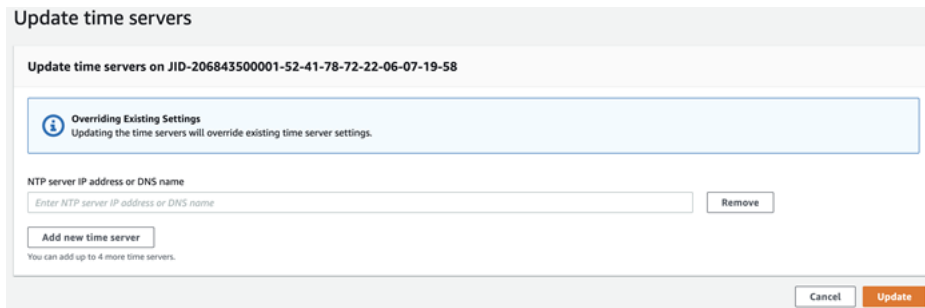 Update time servers
Update time servers on JID-206843500001-52-41-78-72-22-06-07-19-58
Overriding Existing Settings
Updating the time servers will override existing time server settings.
NTP server IP address or DNS name
Enter NTP server IP address or DNS name
Remove
Add new time server
You can add up to 4 more time servers.
Cancel
Update